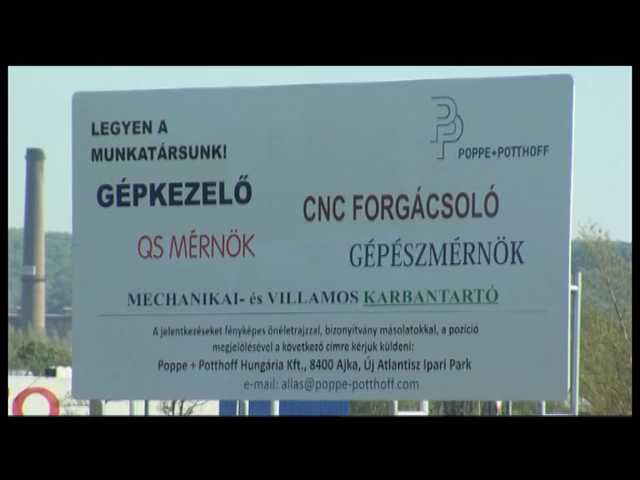 LEGYEN A
MUNKATÁRSUNK!
PP
POPPE+POTTHOFF
GÉPKEZELŐ
CNC FORGÁCSOLÓ
QS MÉRNÖK
GÉPÉSZMÉRNÖK
MECHANIKAI- és VILLAMOS KARBANTARTÓ
A jelentkezéseket fényképes önéletrajzzal, bizonyítvány másolatokkal, a pozíció
megjelölésével a következő címre kérjük küldeni:
Poppe + Potthoff Hungária Kft., 8400 Ajka, Új Atlantisz Ipari Park
e-mail: allas@poppe-potthoff.com